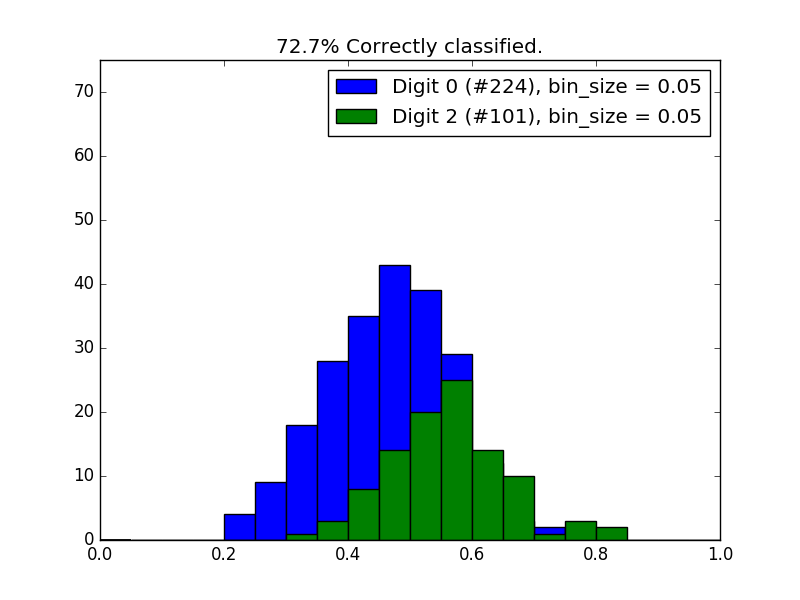 72.7% Correctly classified.
Digit 0 (#224), bin_size = 0.05
Digit 2 (#101), bin_size = 0.05
70
60
50
40
30
20
10
0
0.0 0.2 0.4 0.6 0.8 1.0